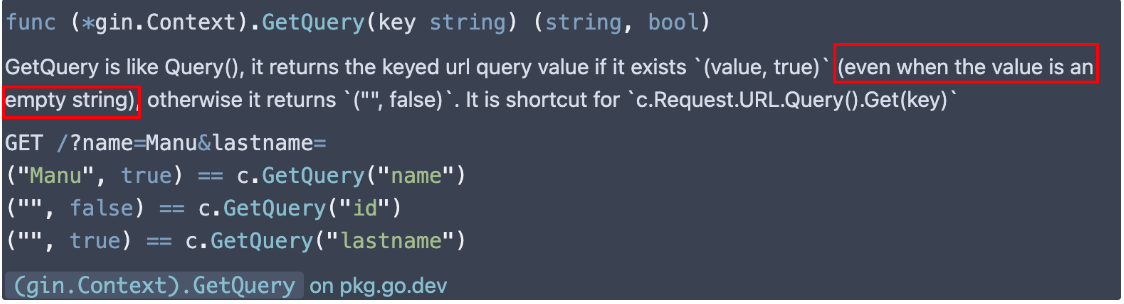 func (*gin.Context).GetQuery(key string) (string, bool)
GetQuery is like Query(), it returns the keyed url query value if it exists `(value, true)` (even when the value is an
empty string), otherwise it returns `("", false)`. It is shortcut for `c.Request.URL.Query().Get(key)`
GET /?name=Manu&lastname=
("Manu", true) == c.GetQuery("name")
("", false) == c.GetQuery("id")
("", true) == c.GetQuery("lastname")
(gin.Context).GetQuery on pkg.go.dev